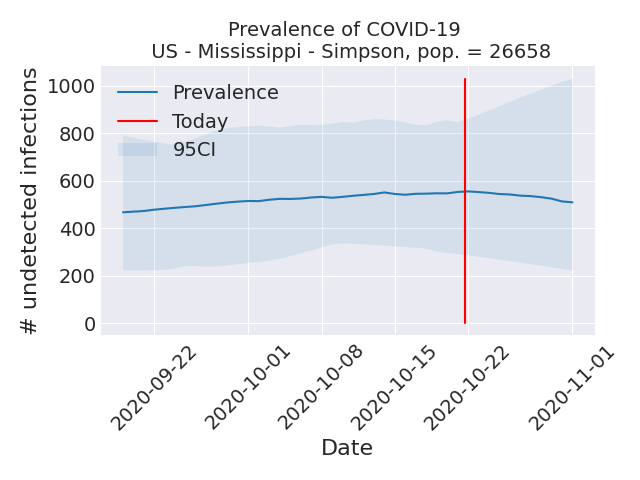 Prevalence of COVID-19
US - Mississippi - Simpson, pop. = 26658
# undetected infections
1000
800
600
400
200
0
Prevalence
Today
95CI
2020-09-22
2020-10-01
2020-10-08
2020-10-15
2020-10-22
2020-11-01
Date